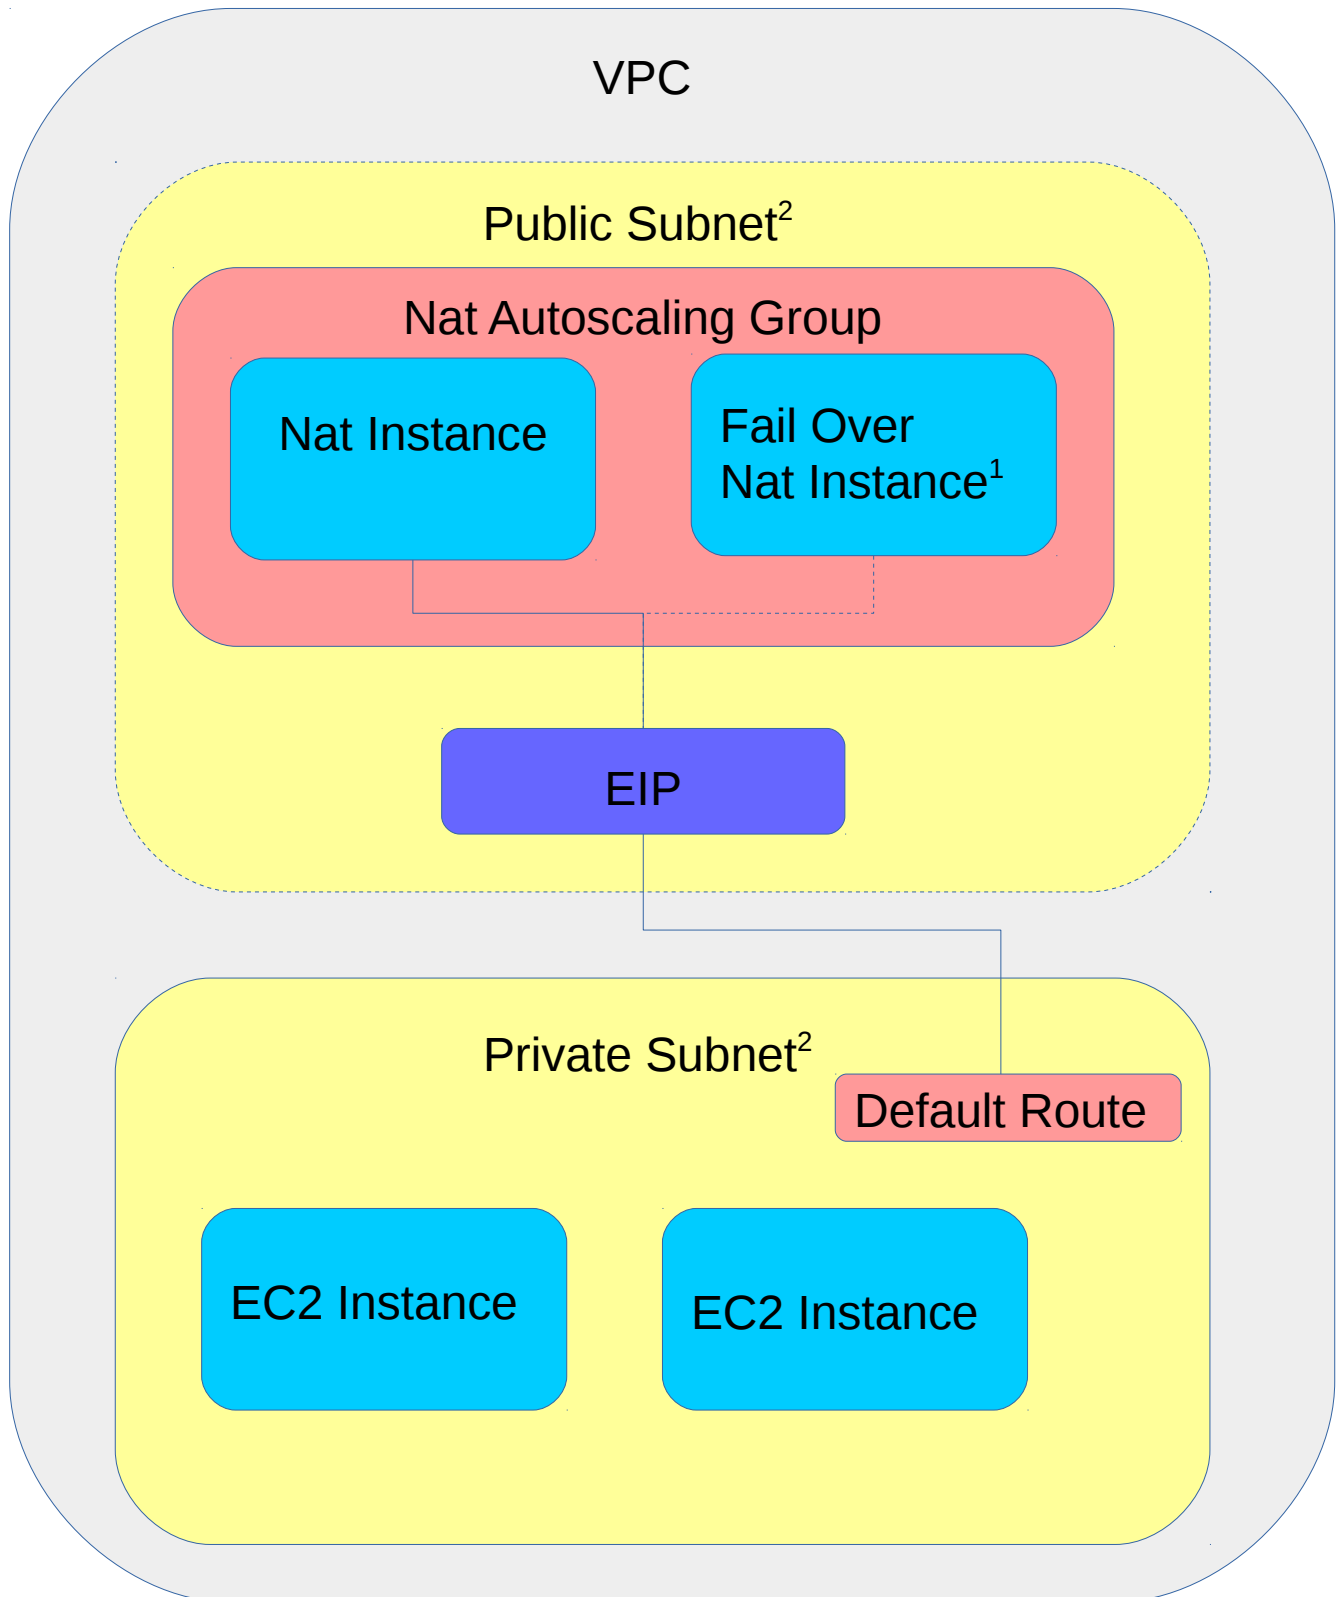 VPC
Public Subnet²
Nat Autoscaling Group
Nat Instance
Fail Over
Nat Instance¹
EIP
Private Subnet²
Default Route
EC2 Instance
EC2 Instance